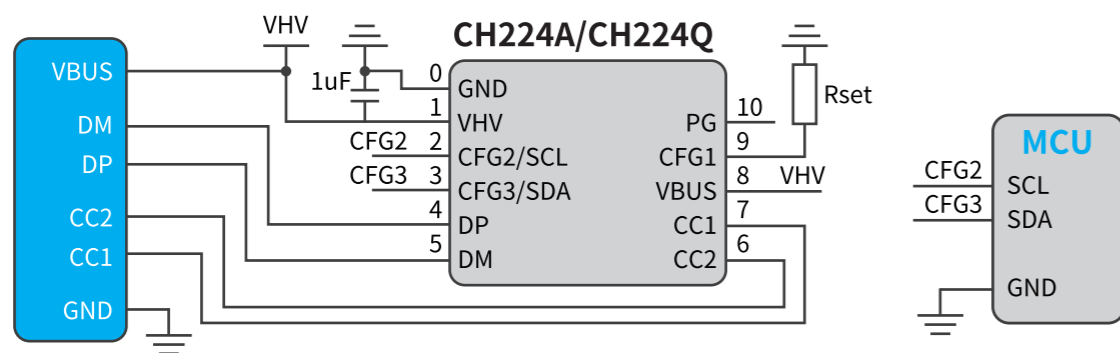 CH224A/CH224Q
VHV
1uF
VBUS
DM
DP
CC2
CC1
GND
CFG2
CFG3
0
1
2
3
4
5
GND
VHV
CFG2/SCL
CFG3/SDA
DP
DM
PG
CFG1
VBUS
CC1
CC2
10
9
8
7
6
VHV
Rset
MCU
CFG2
CFG3
SCL
SDA
GND